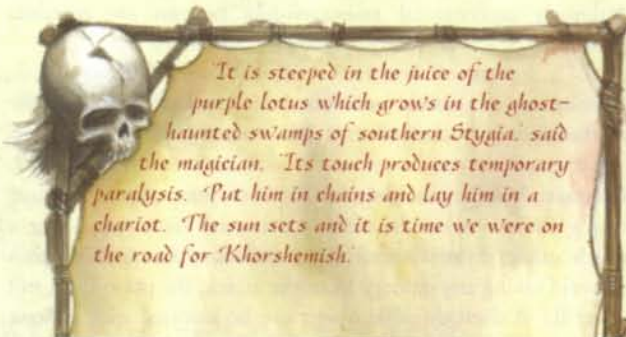 'It is steeped in the juice of the
purple lotus which grows in the ghost-
haunted swamps of southern Stygia,' said
the magician. 'Its touch produces temporary
paralysis. Put him in chains and lay him in a
chariot. The sun sets and it is time we were on
the road for Khorshemish.'